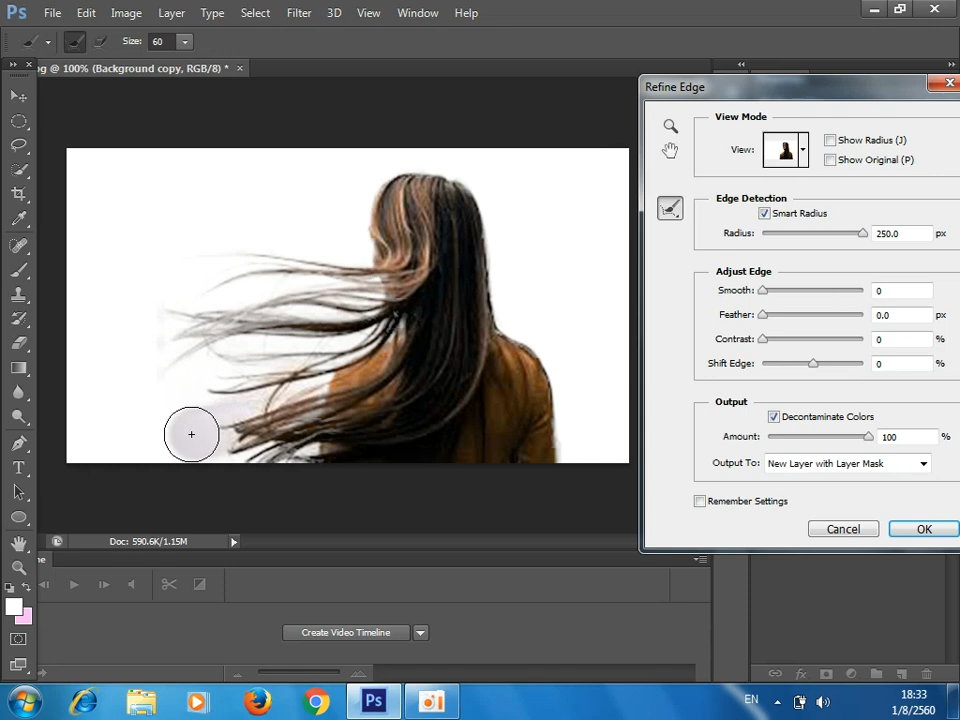 Ps File Edit Image Layer Type Select Filter 3D View Window Help
Size: 60
og @ 100% (Background copy, RGB/8) * ×
Refine Edge
View Mode
View:
Show Radius (J)
Show Original (P)
Edge Detection
Smart Radius
Radius: 250.0 px
Adjust Edge
Smooth: 0
Feather: 0.0 px
Contrast: 0 %
Shift Edge: 0 %
Output
Decontaminate Colors
Amount: 100 %
Output To: New Layer with Layer Mask
Remember Settings
Cancel OK
Doc: 590.6K/1.15M
ne
Create Video Timeline
Ps EN 18:33
1/8/2560